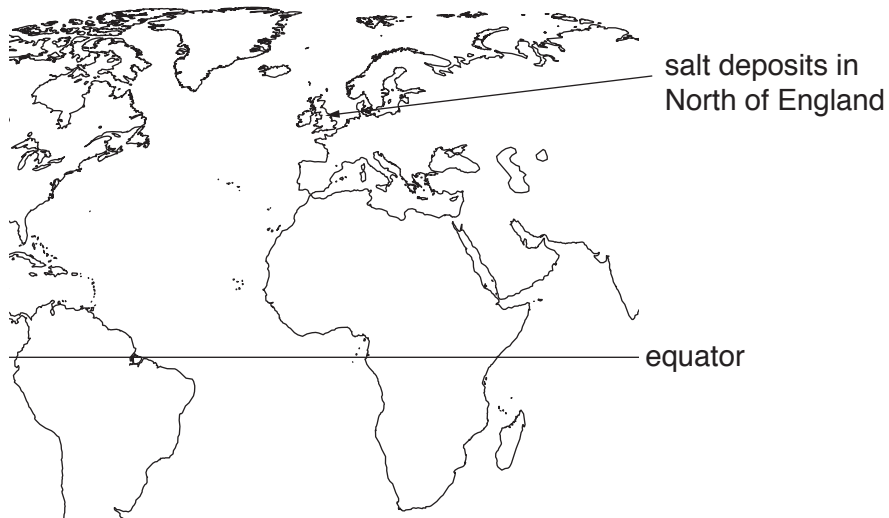 salt deposits in
North of England
equator